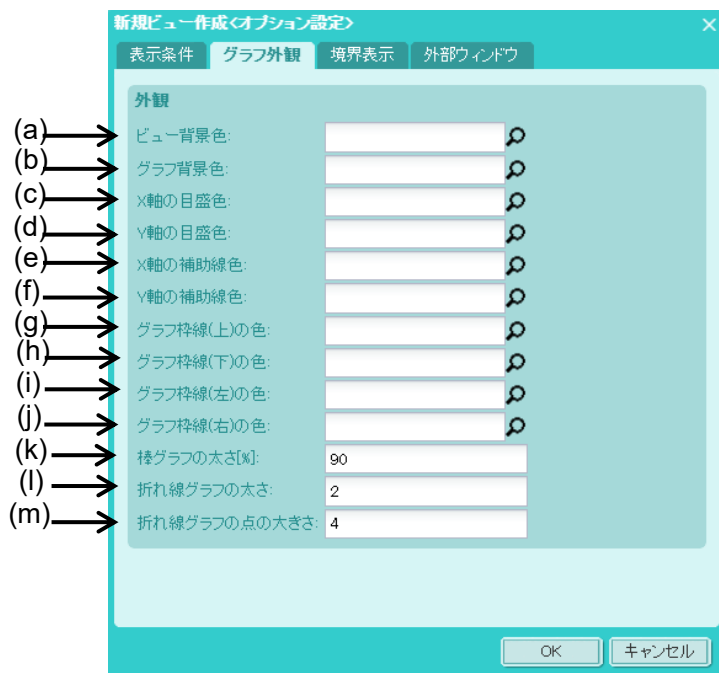 新規ビュー作成<オプション設定>
表示条件 グラフ外観 境界表示 外部ウィンドウ
外観
(a) ビュー背景色:
(b) グラフ背景色:
(c) X軸の目盛色:
(d) Y軸の目盛色:
(e) X軸の補助線色:
(f) Y軸の補助線色:
(g) グラフ枠線(上)の色:
(h) グラフ枠線(下)の色:
(i) グラフ枠線(左)の色:
(j) グラフ枠線(右)の色:
(k) 棒グラフの太さ[%]: 90
(l) 折れ線グラフの太さ: 2
(m) 折れ線グラフの点の大きさ: 4
OK キャンセル